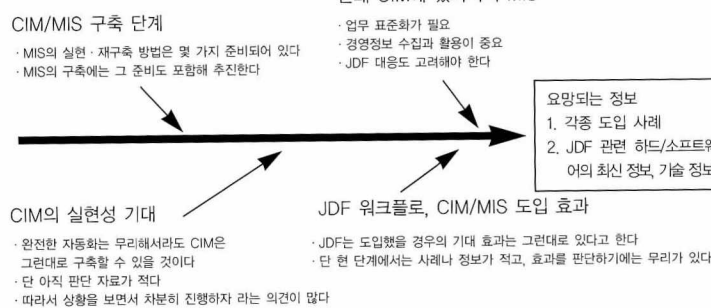 CIM/MIS 구축 단계
· MIS의 실현 · 재구축 방법은 몇 가지 준비되어 있다
· MIS의 구축에는 그 준비도 포함해 추진한다
· 업무 표준화가 필요
· 경영정보 수집과 활용이 중요
· JDF 대응도 고려해야 한다
요망되는 정보
1. 각종 도입 사례
2. JDF 관련 하드/소프트웨
어의 최신 정보, 기술 정보
CIM의 실현성 기대
· 완전한 자동화는 무리해서라도 CIM은
그런대로 구축할 수 있을 것이다
· 단 아직 판단 자료가 적다
· 따라서 상황을 보면서 차분히 진행하자 라는 의견이 많다
JDF 워크플로, CIM/MIS 도입 효과
· JDF는 도입했을 경우의 기대 효과는 그런대로 있다고 한다
· 단 현 단계에서는 사례나 정보가 적고, 효과를 판단하기에는 무리가 있다